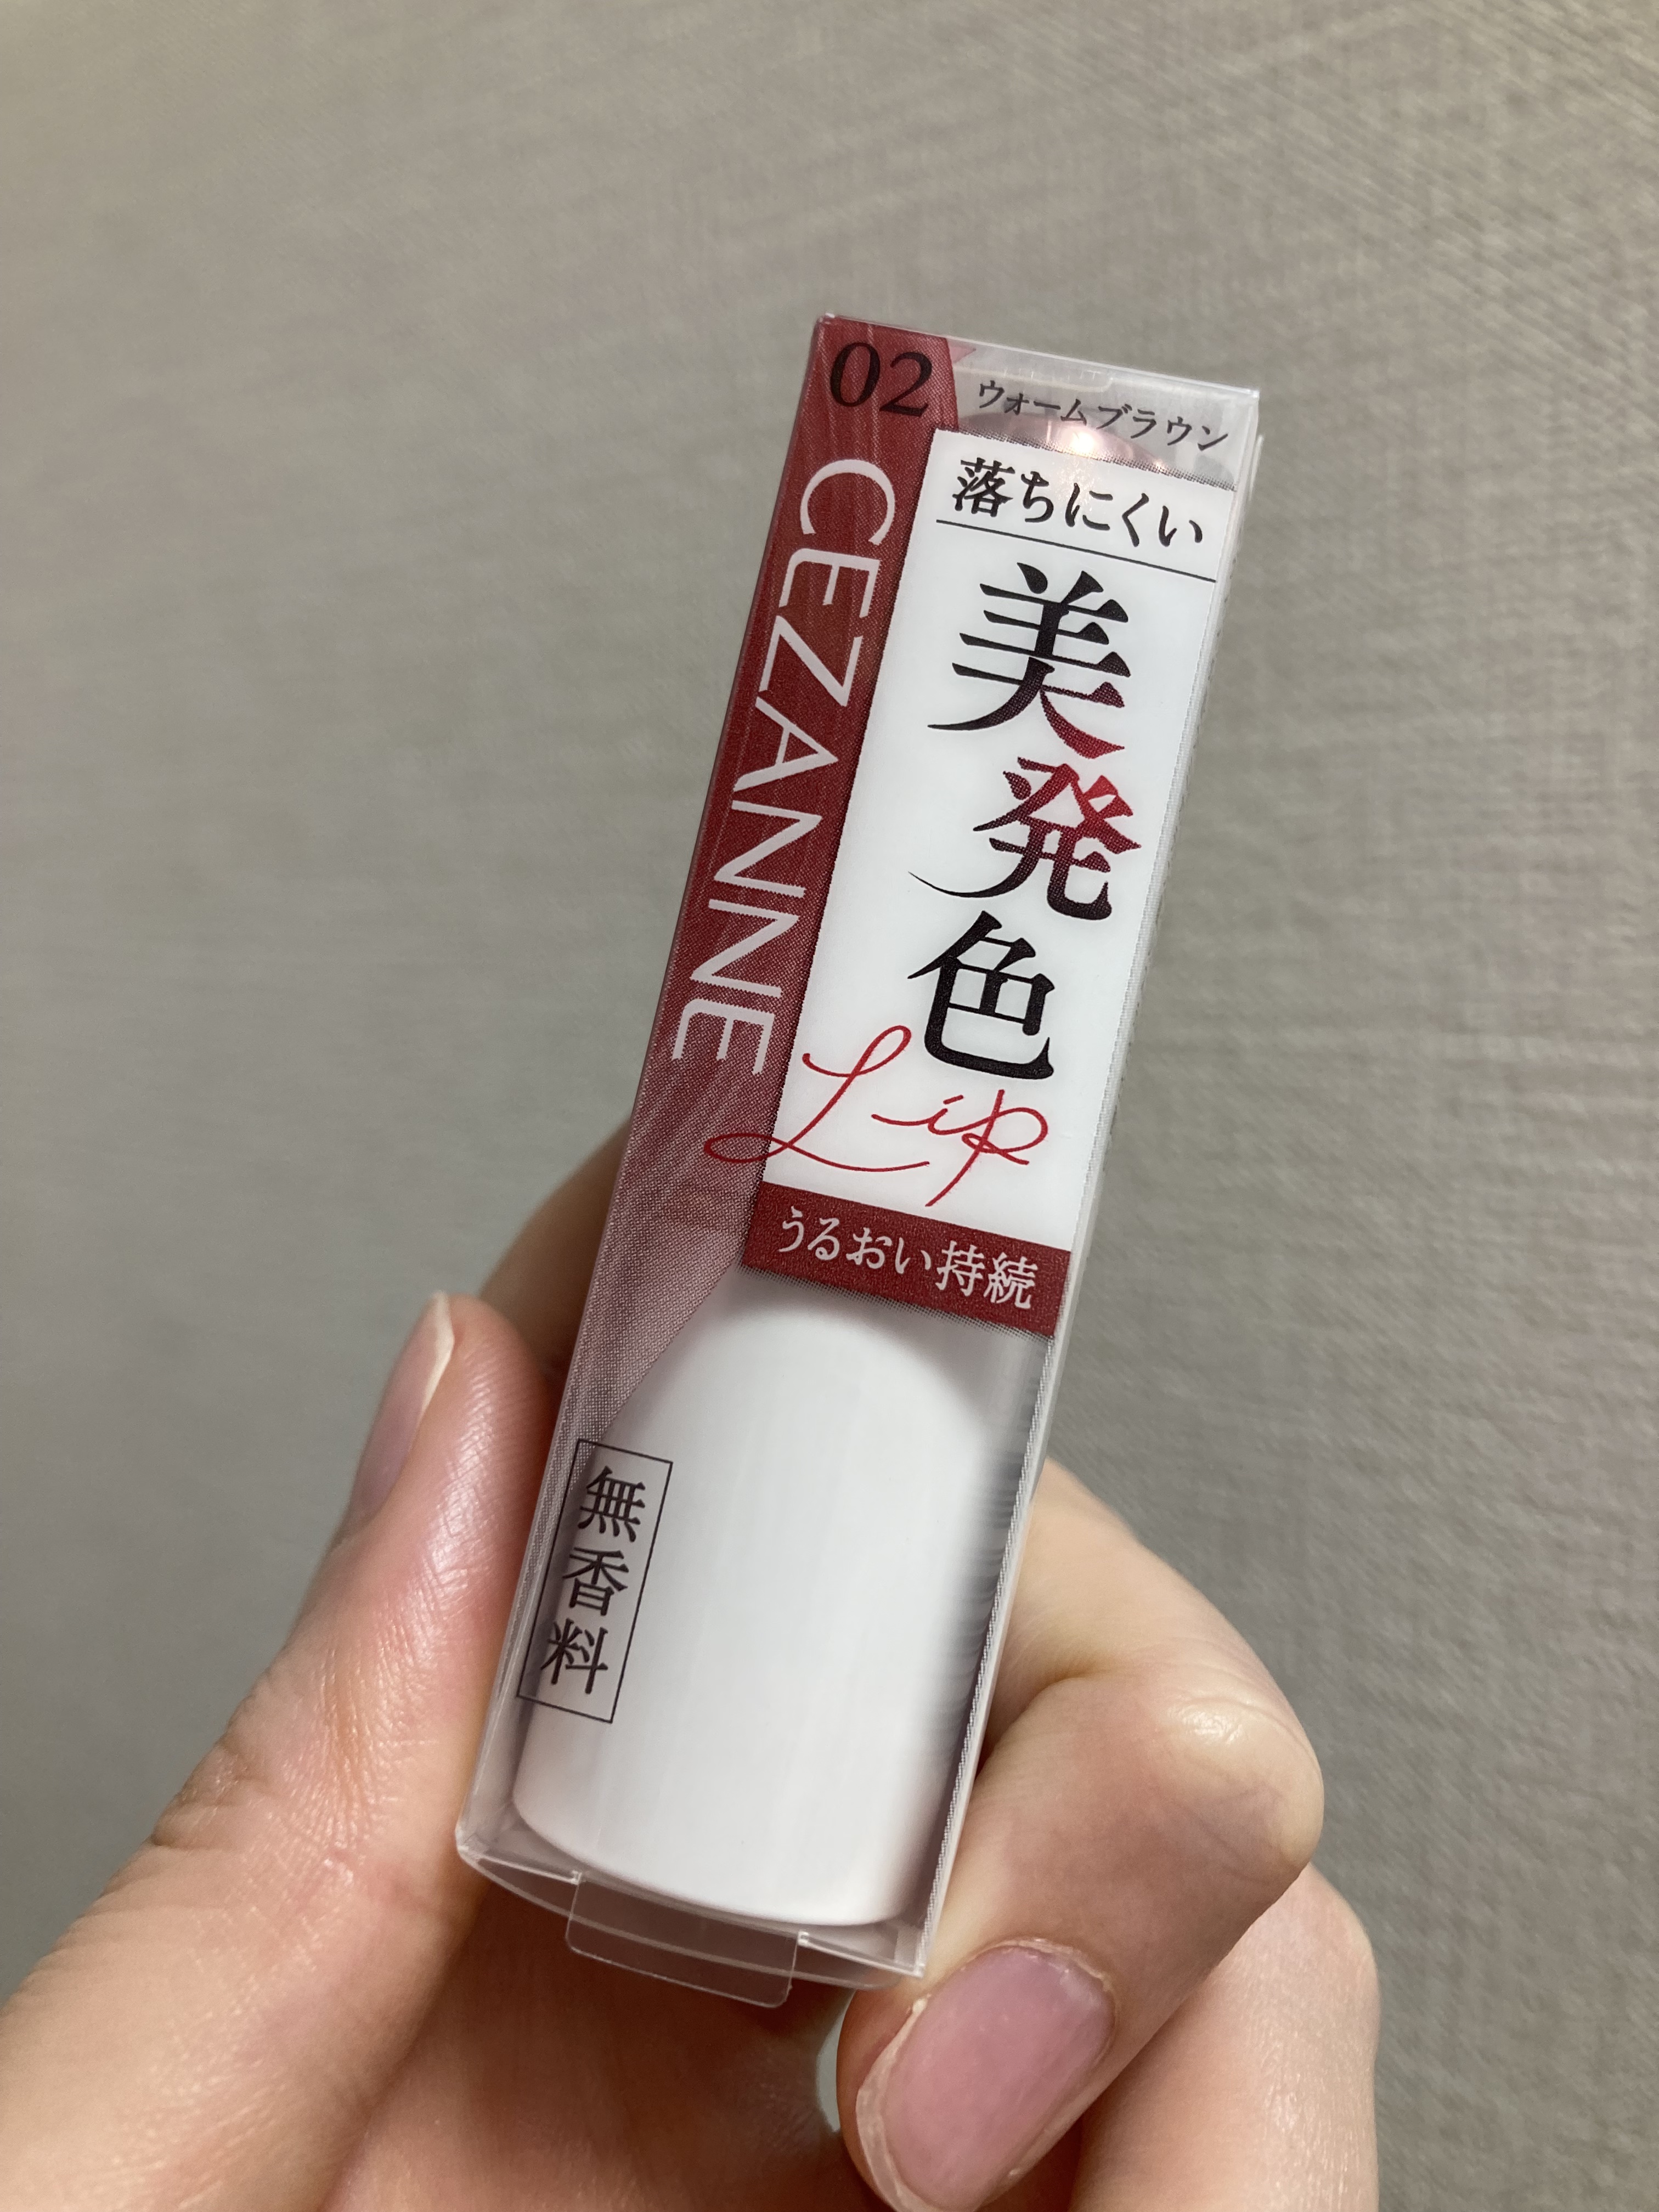 02
ウォームブラウン
CEZANNE
落ちにくい
美発色
Lip
うるおい持続
無香料